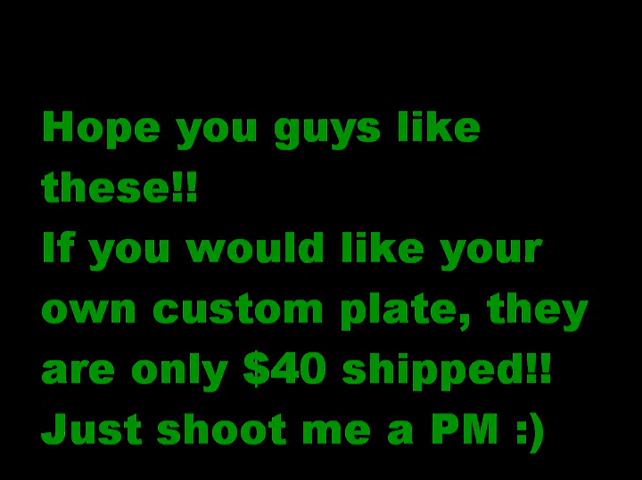 Hope you guys like
these!!
If you would like your
own custom plate, they
are only $40 shipped!!
Just shoot me a PM :)